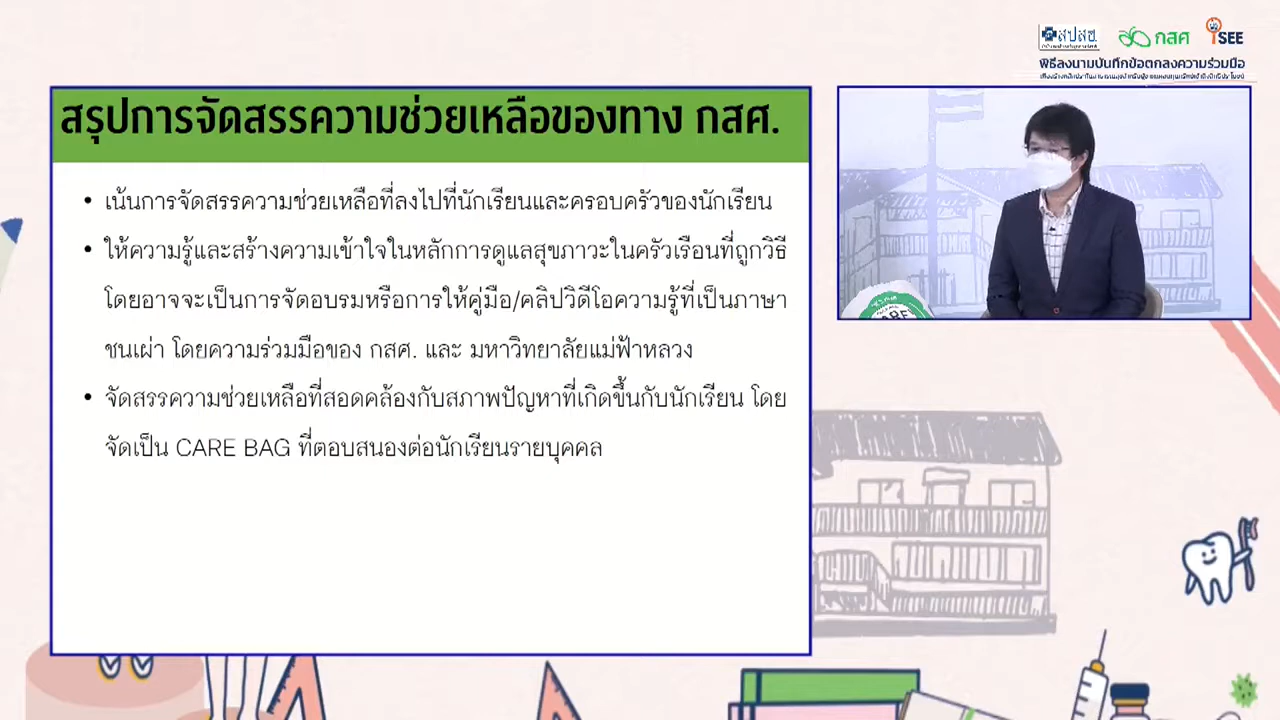 สปสช.
กสศ
iSEE
พิธีลงนามบันทึกข้อตกลงความร่วมมือ
สรุปการจัดสรรความช่วยเหลือของทาง กสศ.
• เน้นการจัดสรรความช่วยเหลือที่ลงไปที่นักเรียนและครอบครัวของนักเรียน
• ให้ความรู้และสร้างความเข้าใจในหลักการดูแลสุขภาวะในครัวเรือนที่ถูกวิธี
โดยอาจจะเป็นการจัดอบรมหรือการให้คู่มือ/คลิปวิดีโอความรู้ที่เป็นภาษา
ชนเผ่า โดยความร่วมมือของ กสศ. และ มหาวิทยาลัยแม่ฟ้าหลวง
• จัดสรรความช่วยเหลือที่สอดคล้องกับสภาพปัญหาที่เกิดขึ้นกับนักเรียน โดย
จัดเป็น CARE BAG ที่ตอบสนองต่อนักเรียนรายบุคคล